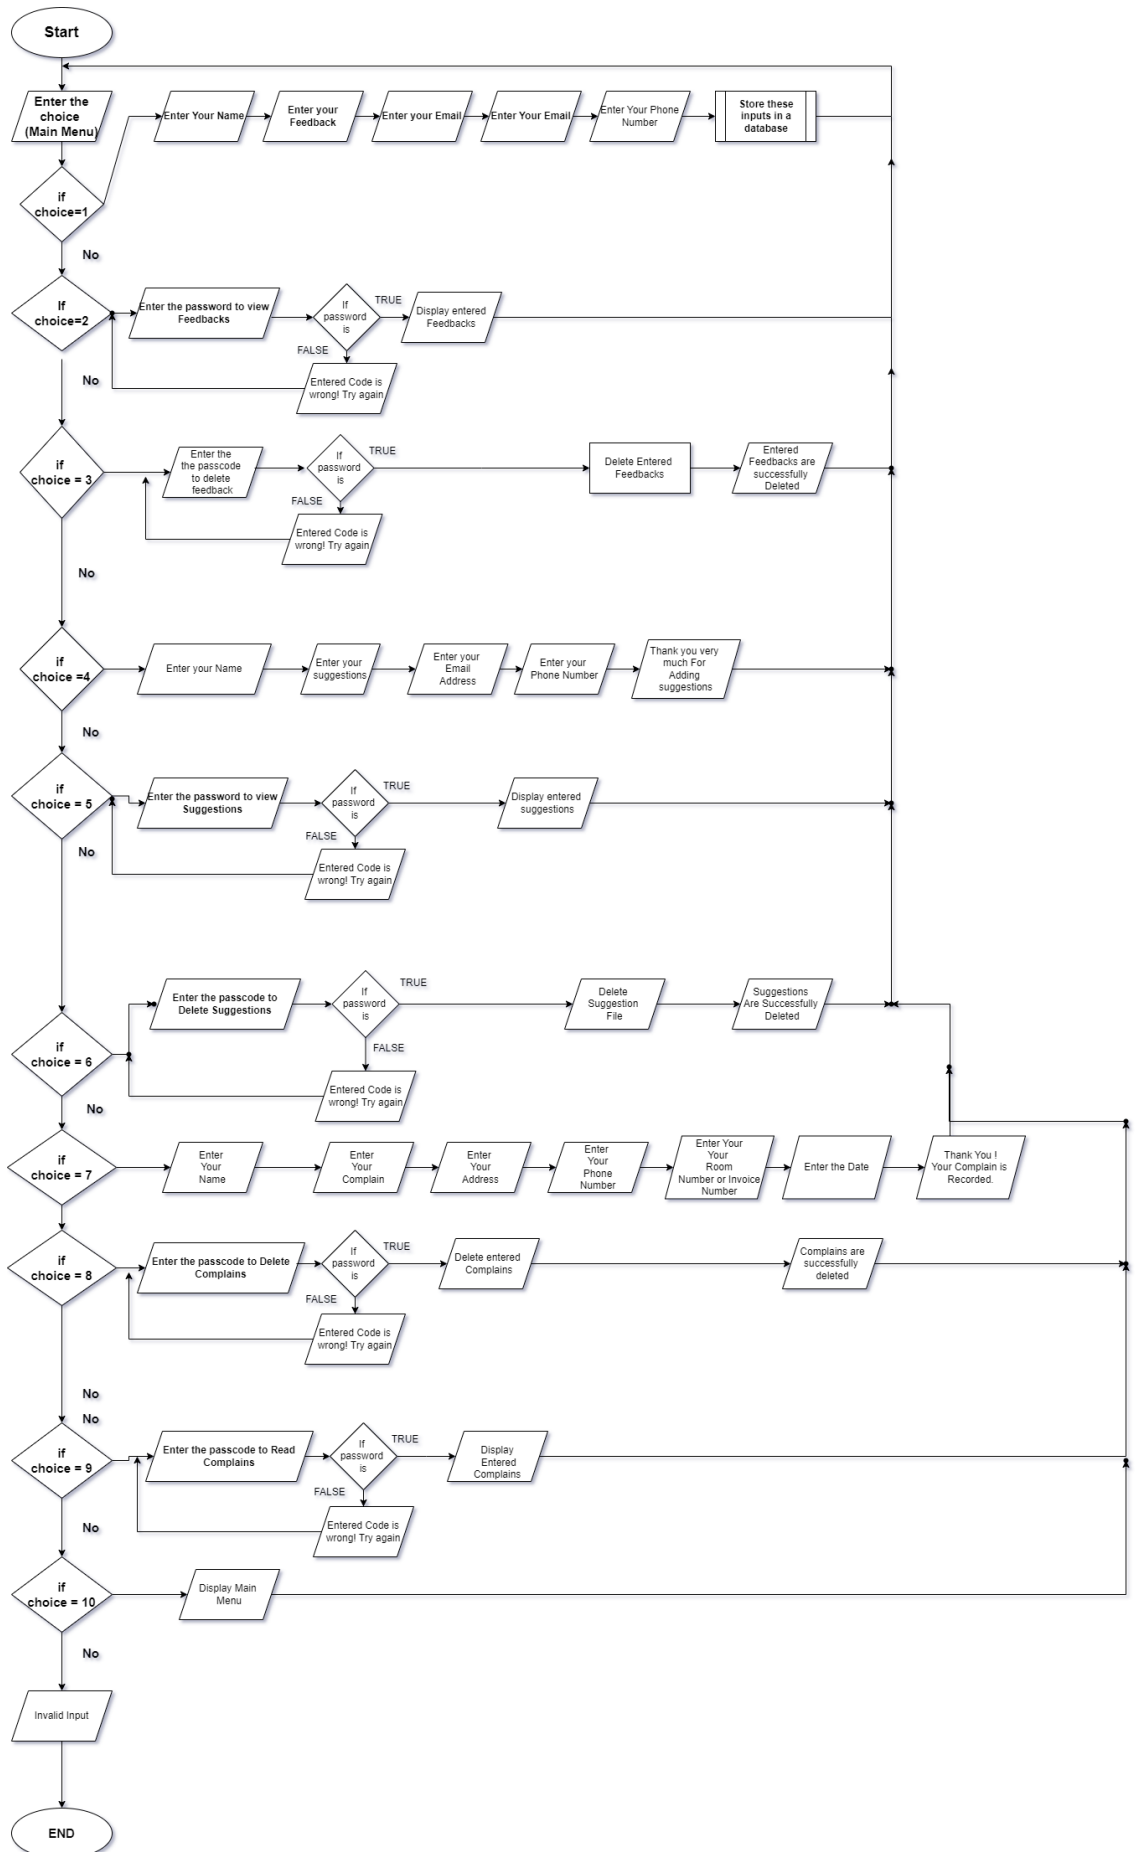 Start
Enter the
choice
(Main Menu)
Enter Your Name
Enter your
Feedback
Enter your Email
Enter Your Email
Enter Your Phone
Number
Store these
inputs in a
database
if
choice=1
No
If
choice=2
Enter the password to view
Feedbacks
If
password
is
TRUE
Display entered
Feedbacks
FALSE
Entered Code is
wrong! Try again
No
if
choice = 3
Enter the
the passcode
to delete
feedback
If
password
is
TRUE
Delete Entered
Feedbacks
Entered
Feedbacks are
successfully
Deleted
FALSE
Entered Code is
wrong! Try again
No
if
choice =4
Enter your Name
Enter your
suggestions
Enter your
Email
Address
Enter your
Phone Number
Thank you very
much For
Adding
suggestions
No
if
choice = 5
Enter the password to view
Suggestions
If
password
is
TRUE
Display entered
suggestions
FALSE
Entered Code is
wrong! Try again
No
if
choice = 6
Enter the passcode to
Delete Suggestions
If
password
is
TRUE
Delete
Suggestion
File
Suggestions
Are Successfully
Deleted
FALSE
Entered Code is
wrong! Try again
No
if
choice = 7
Enter
Your
Name
Enter
Your
Complain
Enter
Your
Address
Enter
Your
Phone
Number
Enter Your
Your
Room
Number or Invoice
Number
Enter the Date
Thank You !
Your Complain is
Recorded.
if
choice = 8
Enter the passcode to Delete
Complains
If
password
is
TRUE
Delete entered
Complains
Complains are
successfully
deleted
FALSE
Entered Code is
wrong! Try again
No
No
if
choice = 9
Enter the passcode to Read
Complains
If
password
is
TRUE
Display
Entered
Complains
FALSE
Entered Code is
wrong! Try again
No
if
choice = 10
Display Main
Menu
No
Invalid Input
END